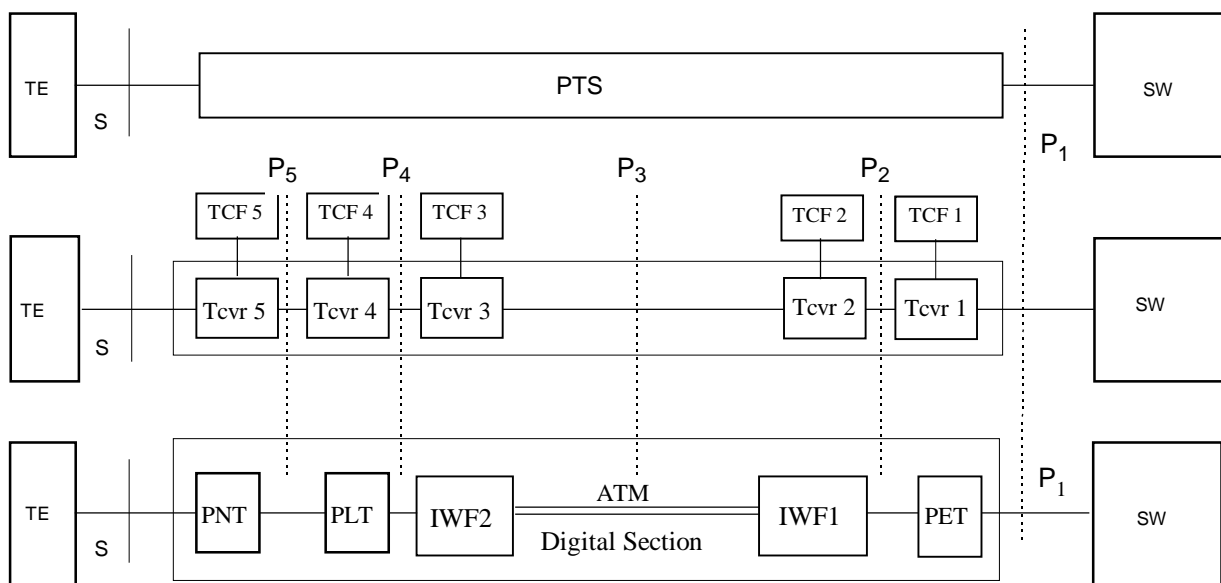 TE
S
PTS
P1
SW
P5
P4
P3
P2
TCF 5
TCF 4
TCF 3
TCF 2
TCF 1
TE
S
Tcvr 5
Tcvr 4
Tcvr 3
Tcvr 2
Tcvr 1
SW
TE
S
PNT
PLT
IWF2
ATM
Digital Section
IWF1
PET
P1
SW